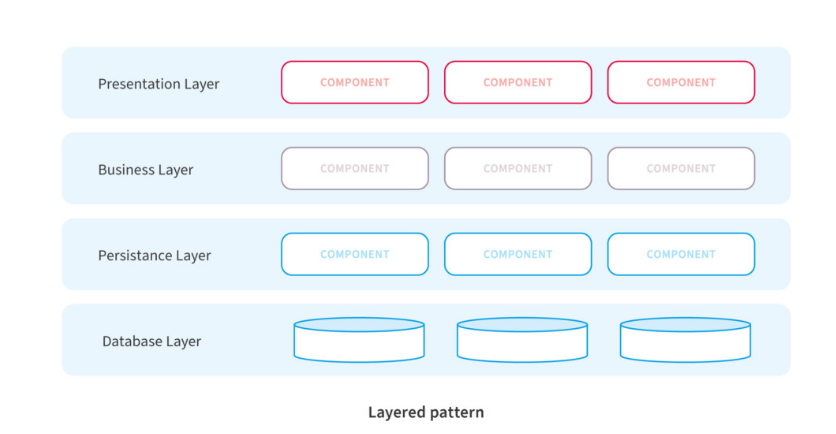 Presentation Layer COMPONENT COMPONENT COMPONENT
Business Layer COMPONENT COMPONENT COMPONENT
Persistance Layer COMPONENT COMPONENT COMPONENT
Database Layer
Layered pattern